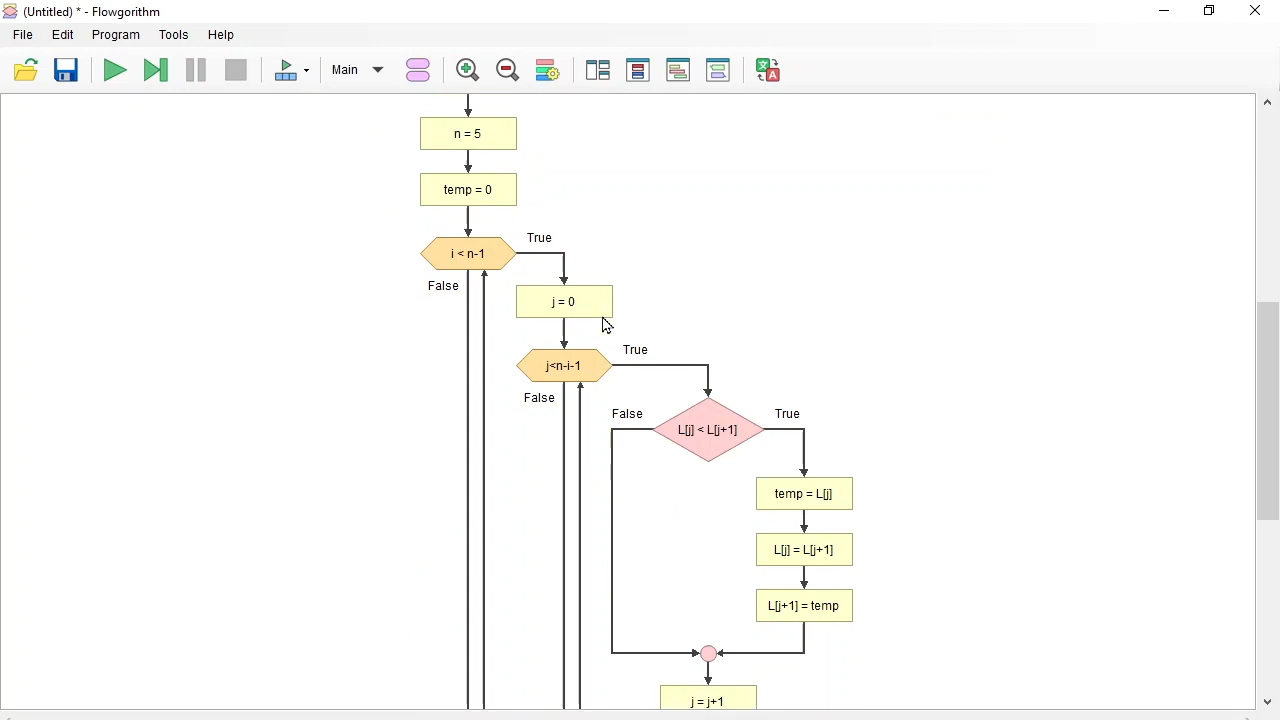 (Untitled) * - Flowgorithm
File Edit Program Tools Help
Main
n = 5
temp = 0
i < n-1
True
False
j = 0
j<n-i-1
True
False
L[j] < L[j+1]
False
True
temp = L[j]
L[j] = L[j+1]
L[j+1] = temp
j = j+1